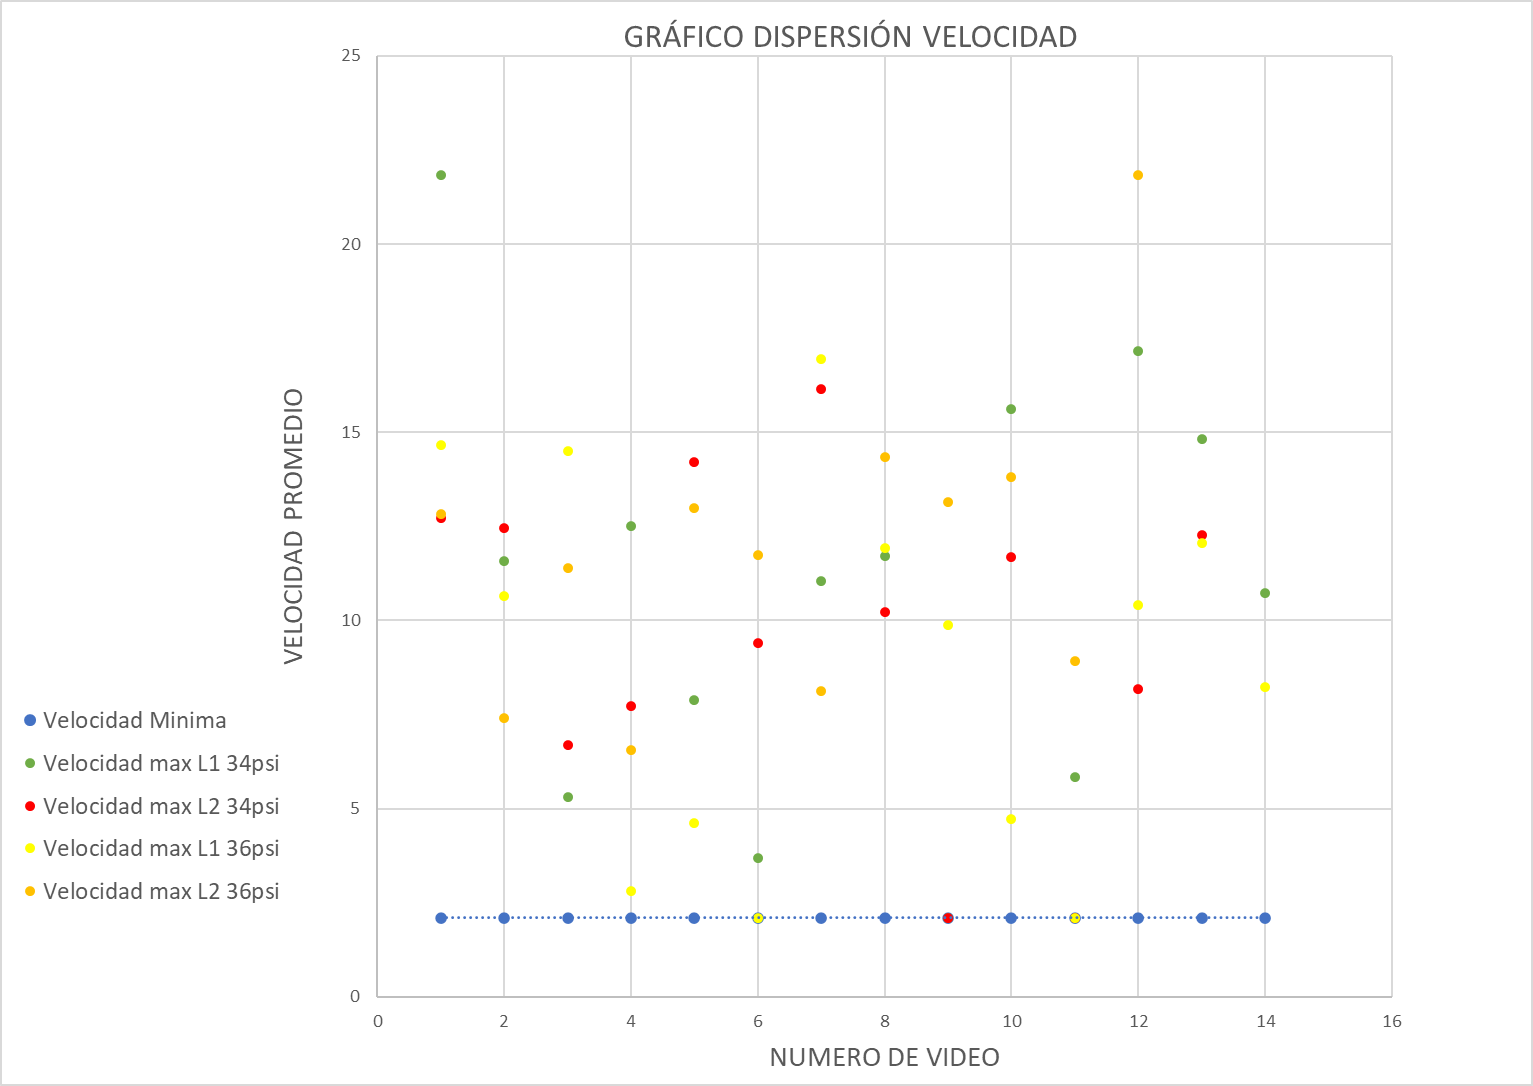 GRÁFICO DISPERSIÓN VELOCIDAD
25
20
15
10
5
0
VELOCIDAD PROMEDIO
Velocidad Minima
Velocidad max L1 34psi
Velocidad max L2 34psi
Velocidad max L1 36psi
Velocidad max L2 36psi
0 2 4 6 8 10 12 14 16
NUMERO DE VIDEO